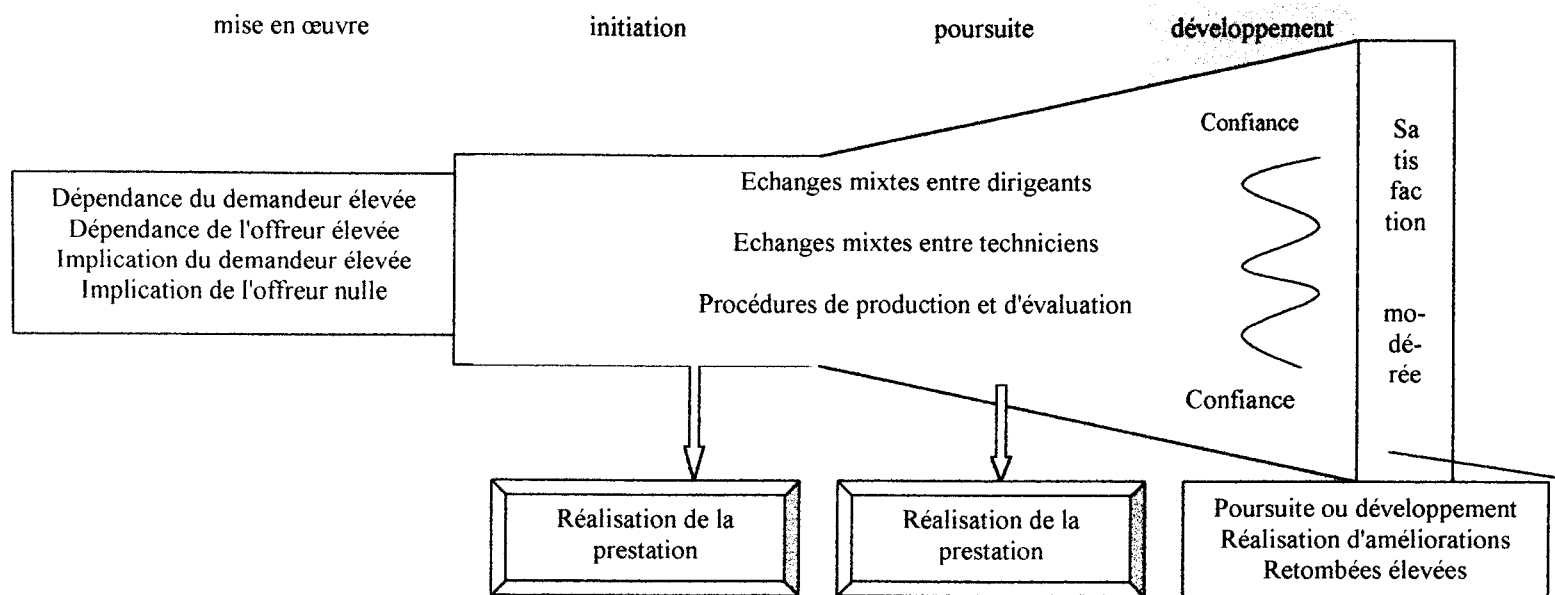 mise en œuvre
initiation
poursuite
développement
Dépendance du demandeur élevée
Dépendance de l'offreur élevée
Implication du demandeur élevée
Implication de l'offreur nulle
Echanges mixtes entre dirigeants
Echanges mixtes entre techniciens
Procédures de production et d'évaluation
Confiance
Confiance
Sa
tis
fac
tion
mo-
dé-
rée
Réalisation de la
prestation
Réalisation de la
prestation
Poursuite ou développement
Réalisation d'améliorations
Retombées élevées